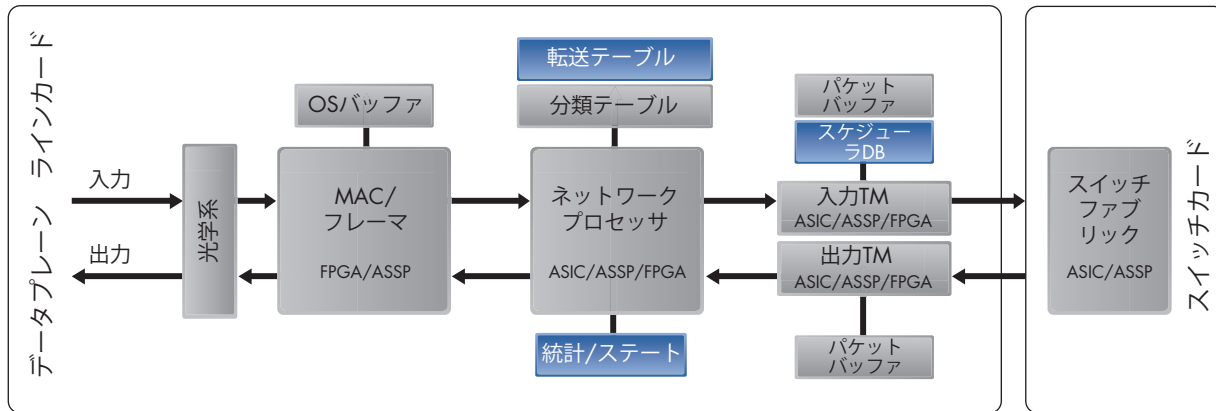 データプレーン ラインカード
入力
出力
光学系
OSバッファ
MAC/
フレーマ
FPGA/ASSP
転送テーブル
分類テーブル
ネットワーク
プロセッサ
ASIC/ASSP/FPGA
統計/ステート
パケット
バッファ
スケジュー
ラDB
入力TM
ASIC/ASSP/FPGA
出力TM
ASIC/ASSP/FPGA
パケット
バッファ
スイッチ
ファブ
リック
ASIC/ASSP
スイッチカード